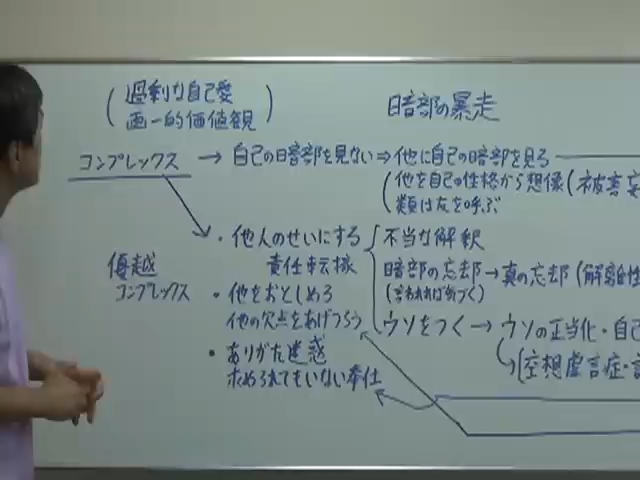 (過剰な自己愛
画一的価値観)
暗部の暴走
コンプレックス → 自己の暗部を見ない ⇒ 他に自己の暗部を見る
(他を自己の性格から想像 (被害妄
類は友を呼ぶ
・他人のせいにする
責任転嫁
不当な解釈
暗部の忘却 → 真の忘却 (解離性
(言われれば気づく)
優越
コンプレックス
・他をおとしめる
他の欠点をあげつらう
ウソをつく → ウソの正当化・自己
[空想虚言症・
・ありがた迷惑
求められてもいない奉仕